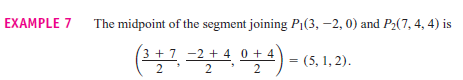 EXAMPLE 7 The midpoint of the segment joining P₁(3, −2, 0) and P₂(7, 4, 4) is
(3 + 7 / 2, −2 + 4 / 2, 0 + 4 / 2) = (5, 1, 2).